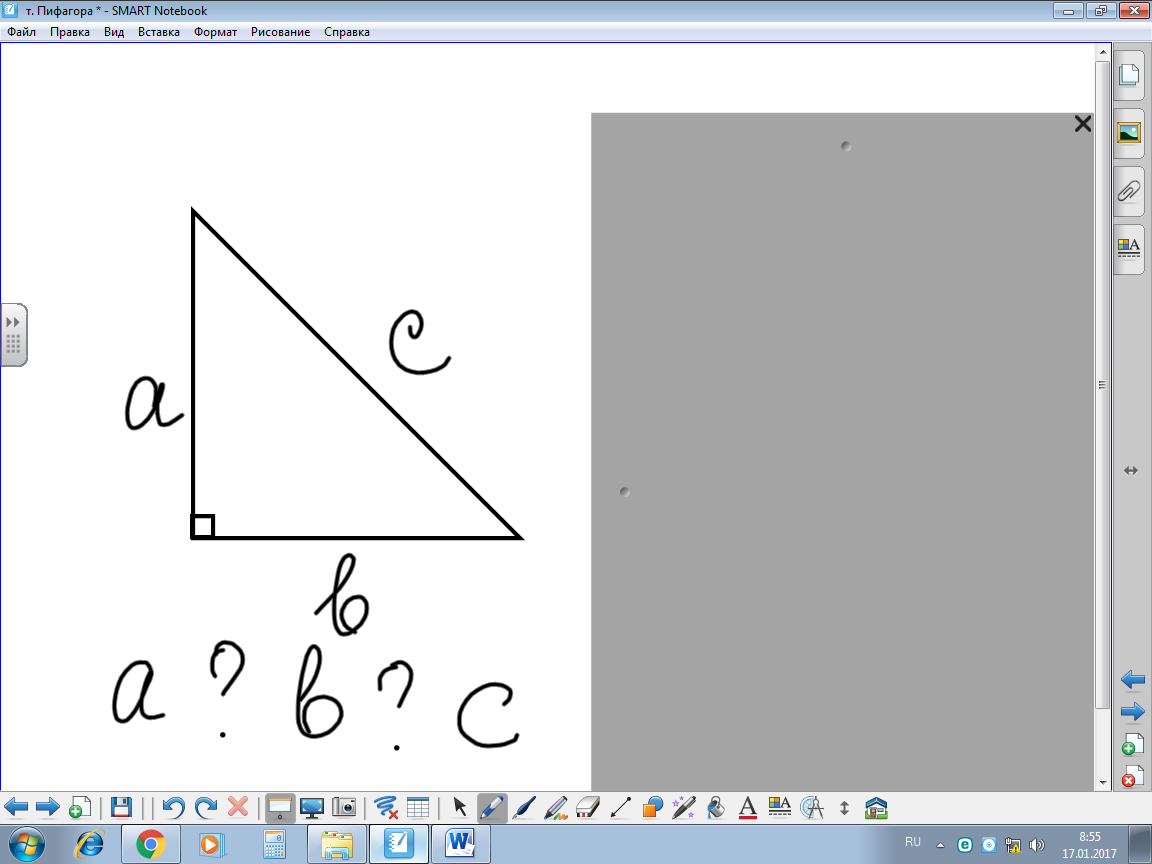 т. Пифагора * - SMART Notebook
Файл Правка Вид Вставка Формат Рисование Справка
c
a
b
a ? b ? c
A
RU 8:55
17.01.2017